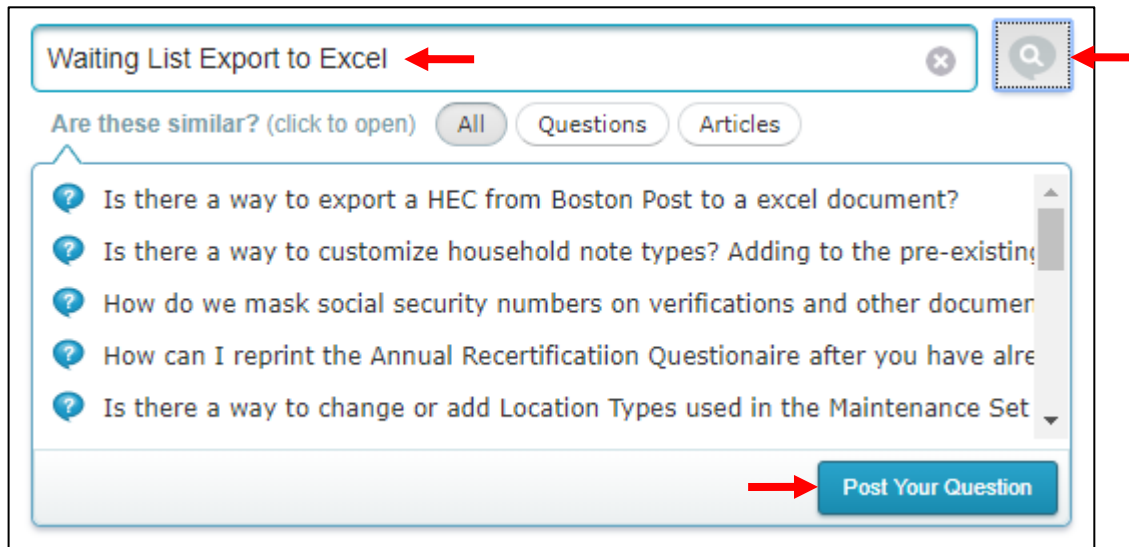 Waiting List Export to Excel
Are these similar? (click to open) All Questions Articles
? Is there a way to export a HEC from Boston Post to a excel document?
? Is there a way to customize household note types? Adding to the pre-existing
? How do we mask social security numbers on verifications and other documen
? How can I reprint the Annual Recertificatiion Questionaire after you have alre
? Is there a way to change or add Location Types used in the Maintenance Set
Post Your Question